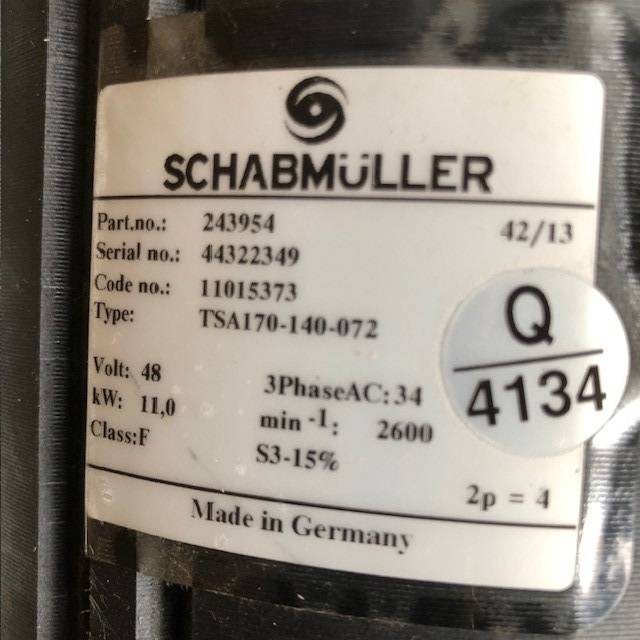 SCHABMÜLLER
Part.no.: 243954 42/13
Serial no.: 44322349
Code no.: 11015373
Type: TSA170-140-072
Q
4134
Volt: 48 3PhaseAC: 34
kW: 11,0 min -1: 2600
Class:F S3-15%
2p = 4
Made in Germany